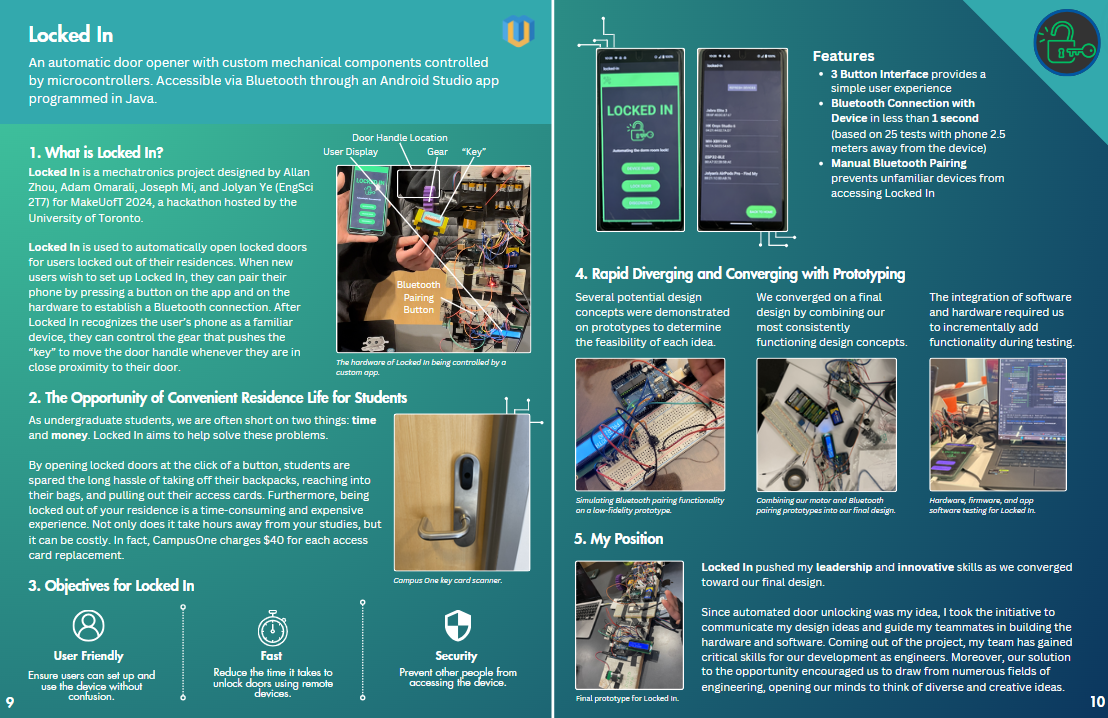 Locked In
An automatic door opener with custom mechanical components controlled
by microcontrollers. Accessible via Bluetooth through an Android Studio app
programmed in Java.
1. What is Locked In?
Locked In is a mechatronics project designed by Allan
Zhou, Adam Omarali, Joseph Mi, and Jolyan Ye (EngSci
2T7) for MakeUofT 2024, a hackathon hosted by the
University of Toronto.
Locked In is used to automatically open locked doors
for users locked out of their residences. When new
users wish to set up Locked In, they can pair their
phone by pressing a button on the app and on the
hardware to establish a Bluetooth connection. After
Locked In recognizes the user's phone as a familiar
device, they can control the gear that pushes the
"key" to move the door handle whenever they are in
close proximity to their door.
Door Handle Location
User Display
Gear
"Key"
Bluetooth
Pairing
Button
The hardware of Locked In being controlled by a
custom app.
2. The Opportunity of Convenient Residence Life for Students
As undergraduate students, we are often short on two things: time
and money. Locked In aims to help solve these problems.
By opening locked doors at the click of a button, students are
spared the long hassle of taking off their backpacks, reaching into
their bags, and pulling out their access cards. Furthermore, being
locked out of your residence is a time-consuming and expensive
experience. Not only does it take hours away from your studies, but
it can be costly. In fact, CampusOne charges $40 for each access
card replacement.
Campus One key card scanner.
3. Objectives for Locked In
User Friendly
Ensure users can set up and
use the device without
confusion.
Fast
Reduce the time it takes to
unlock doors using remote
devices.
Security
Prevent other people from
accessing the device.
9
locked-in
LOCKED IN
Automating the dorm room lock!
locked-in
Jolyan's AirPods Pro - Find My
Features
• 3 Button Interface provides a
simple user experience
• Bluetooth Connection with
Device in less than 1 second
(based on 25 tests with phone 2.5
meters away from the device)
• Manual Bluetooth Pairing
prevents unfamiliar devices from
accessing Locked In
4. Rapid Diverging and Converging with Prototyping
Several potential design
concepts were demonstrated
on prototypes to determine
the feasibility of each idea.
Simulating Bluetooth pairing functionality
on a low-fidelity prototype.
We converged on a final
design by combining our
most consistently
functioning design concepts.
Combining our motor and Bluetooth
pairing prototypes into our final design.
The integration of software
and hardware required us
to incrementally add
functionality during testing.
Hardware, firmware, and app
software testing for Locked In.
5. My Position
Final prototype for Locked In.
Locked In pushed my leadership and innovative skills as we converged
toward our final design.
Since automated door unlocking was my idea, I took the initiative to
communicate my design ideas and guide my teammates in building the
hardware and software. Coming out of the project, my team has gained
critical skills for our development as engineers. Moreover, our solution
to the opportunity encouraged us to draw from numerous fields of
engineering, opening our minds to think of diverse and creative ideas.
10